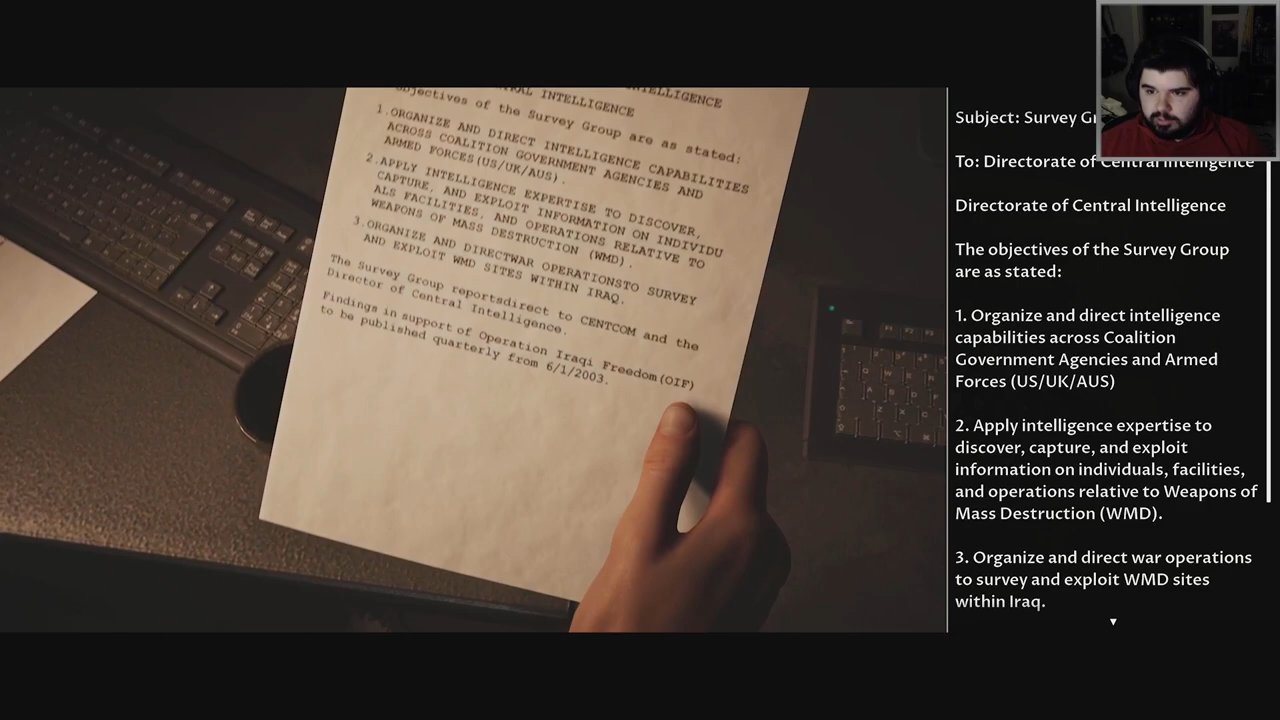 INTELLIGENCE
CENTRAL INTELLIGENCE
objectives of the Survey Group are as stated:
1.ORGANIZE AND DIRECT INTELLIGENCE CAPABILITIES
ACROSS COALITION GOVERNMENT AGENCIES AND
ARMED FORCES(US/UK/AUS).
2.APPLY INTELLIGENCE EXPERTISE TO DISCOVER,
CAPTURE, AND EXPLOIT INFORMATION ON INDIVIDU
ALS FACILITIES, AND OPERATIONS RELATIVE TO
WEAPONS OF MASS DESTRUCTION (WMD).
3.ORGANIZE AND DIRECTWAR OPERATIONSTO SURVEY
AND EXPLOIT WMD SITES WITHIN IRAQ.
The Survey Group reportsdirect to CENTCOM and the
Director of Central Intelligence.
Findings in support of Operation Iraqi Freedom(OIF)
to be published quarterly from 6/1/2003.
Subject: Survey Gr
To: Directorate of Central Intelligence
Directorate of Central Intelligence
The objectives of the Survey Group
are as stated:
1. Organize and direct intelligence
capabilities across Coalition
Government Agencies and Armed
Forces (US/UK/AUS)
2. Apply intelligence expertise to
discover, capture, and exploit
information on individuals, facilities,
and operations relative to Weapons of
Mass Destruction (WMD).
3. Organize and direct war operations
to survey and exploit WMD sites
within Iraq.